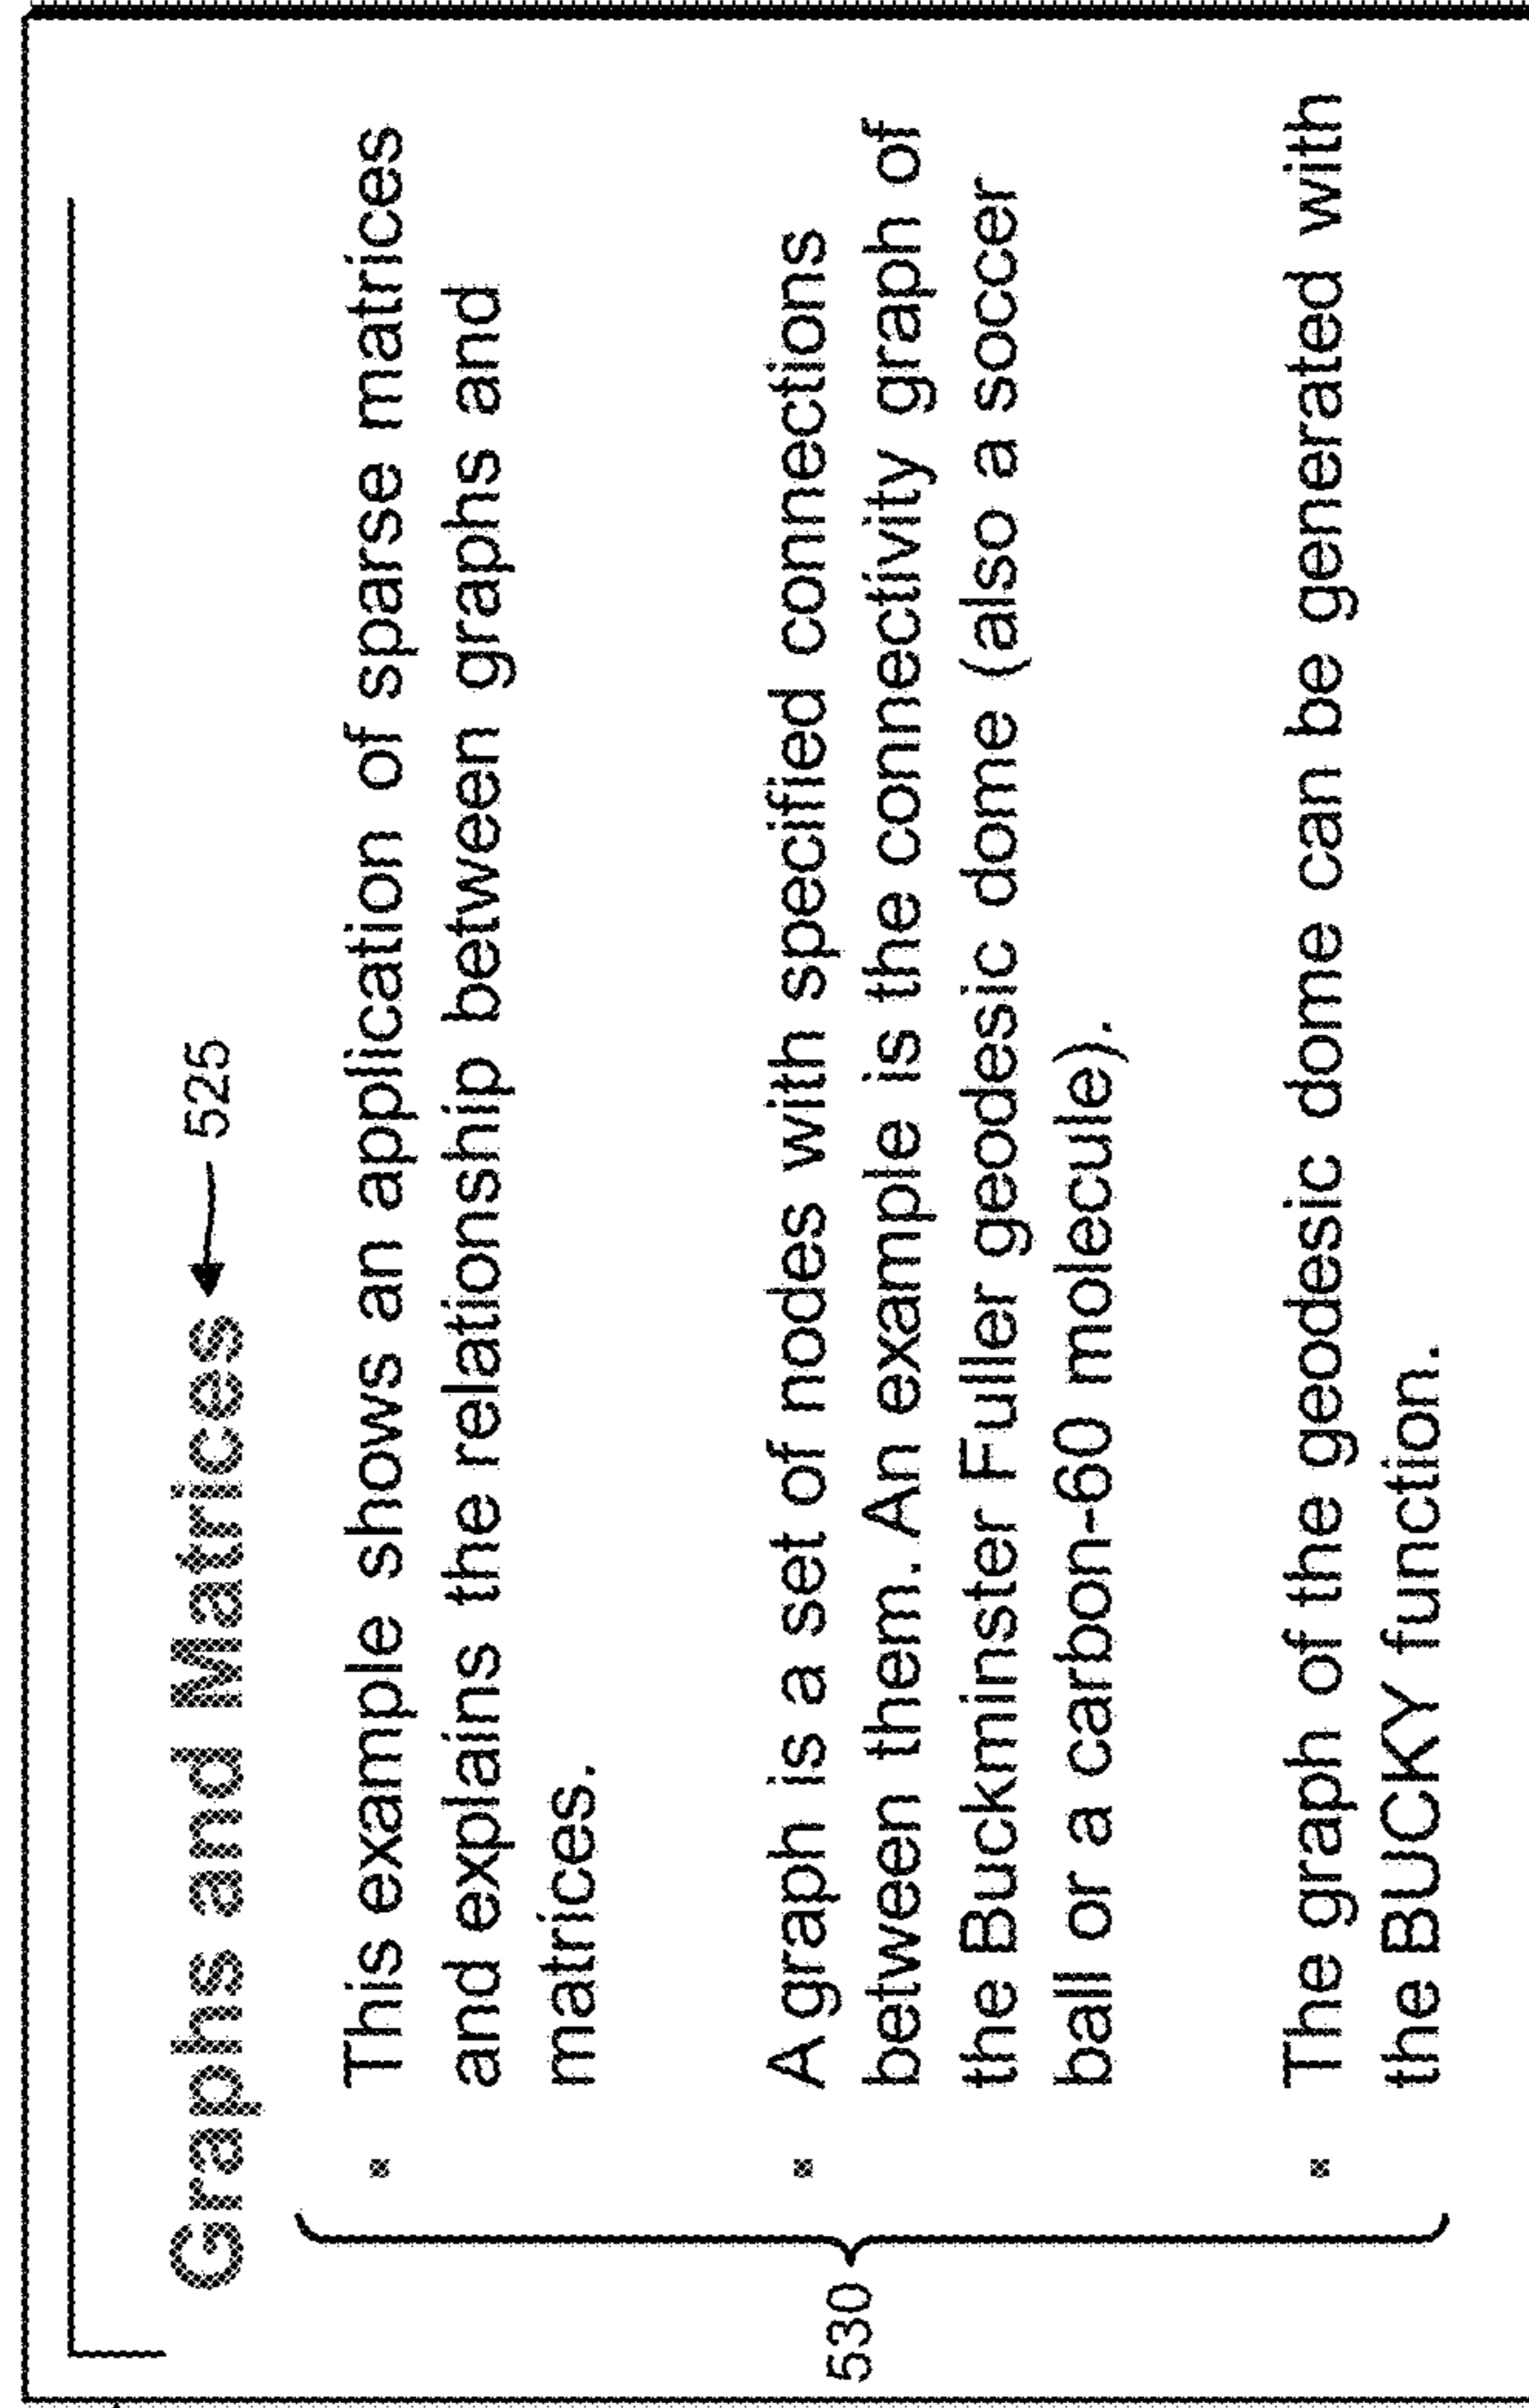 Graphs and Matrices 525
This example shows an application of sparse matrices
and explains the relationship between graphs and
matrices.
530
A graph is a set of nodes with specified connections
between them. An example is the connectivity graph of
the Buckminster Fuller geodesic dome (also a soccer
ball or a carbon-60 molecule).
The graph of the geodesic dome can be generated with
the BUCKY function.